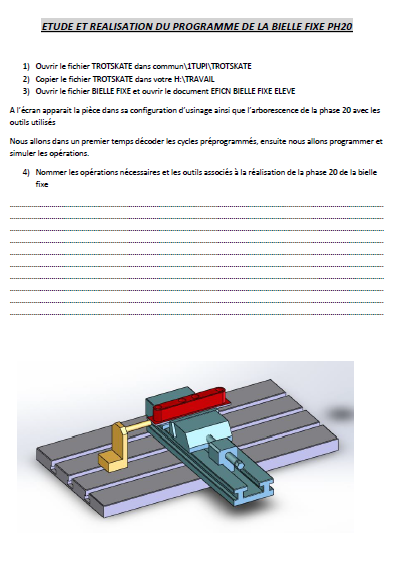 ETUDE ET REALISATION DU PROGRAMME DE LA BIELLE FIXE PH20
1) Ouvrir le fichier TROTSKATE dans commun\1TUPI\TROTSKATE
2) Copier le fichier TROTSKATE dans votre H:\TRAVAIL
3) Ouvrir le fichier BIELLE FIXE et ouvrir le document EFICN BIELLE FIXE ELEVE
A l'écran apparait la pièce dans sa configuration d'usinage ainsi que l'arborescence de la phase 20 avec les
outils utilisés
Nous allons dans un premier temps décoder les cycles préprogrammés, ensuite nous allons programmer et
simuler les opérations.
4) Nommer les opérations nécessaires et les outils associés à la réalisation de la phase 20 de la bielle
fixe